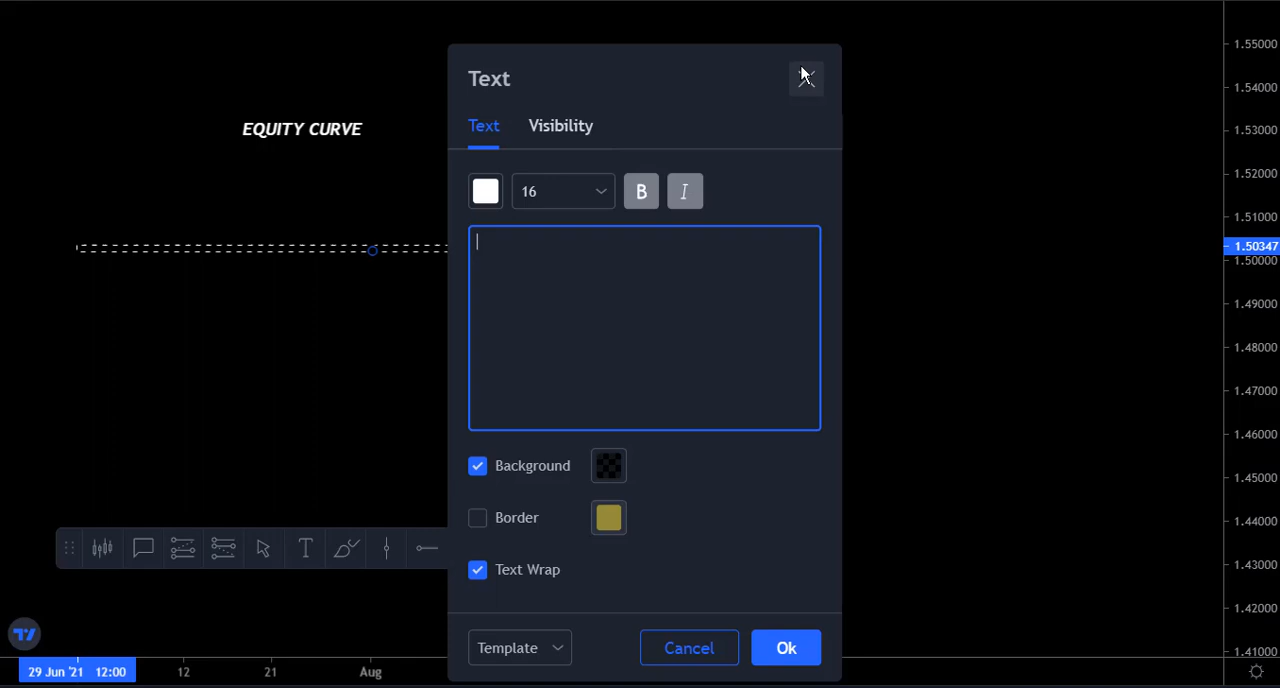 Text
Text Visibility
EQUITY CURVE
16 B I
Background
Border
Text Wrap
Template Cancel Ok
1.55000
1.54000
1.53000
1.52000
1.51000
1.50347
1.50000
1.49000
1.48000
1.47000
1.46000
1.45000
1.44000
1.43000
1.42000
1.41000
29 Jun '21 12:00 12 21 Aug